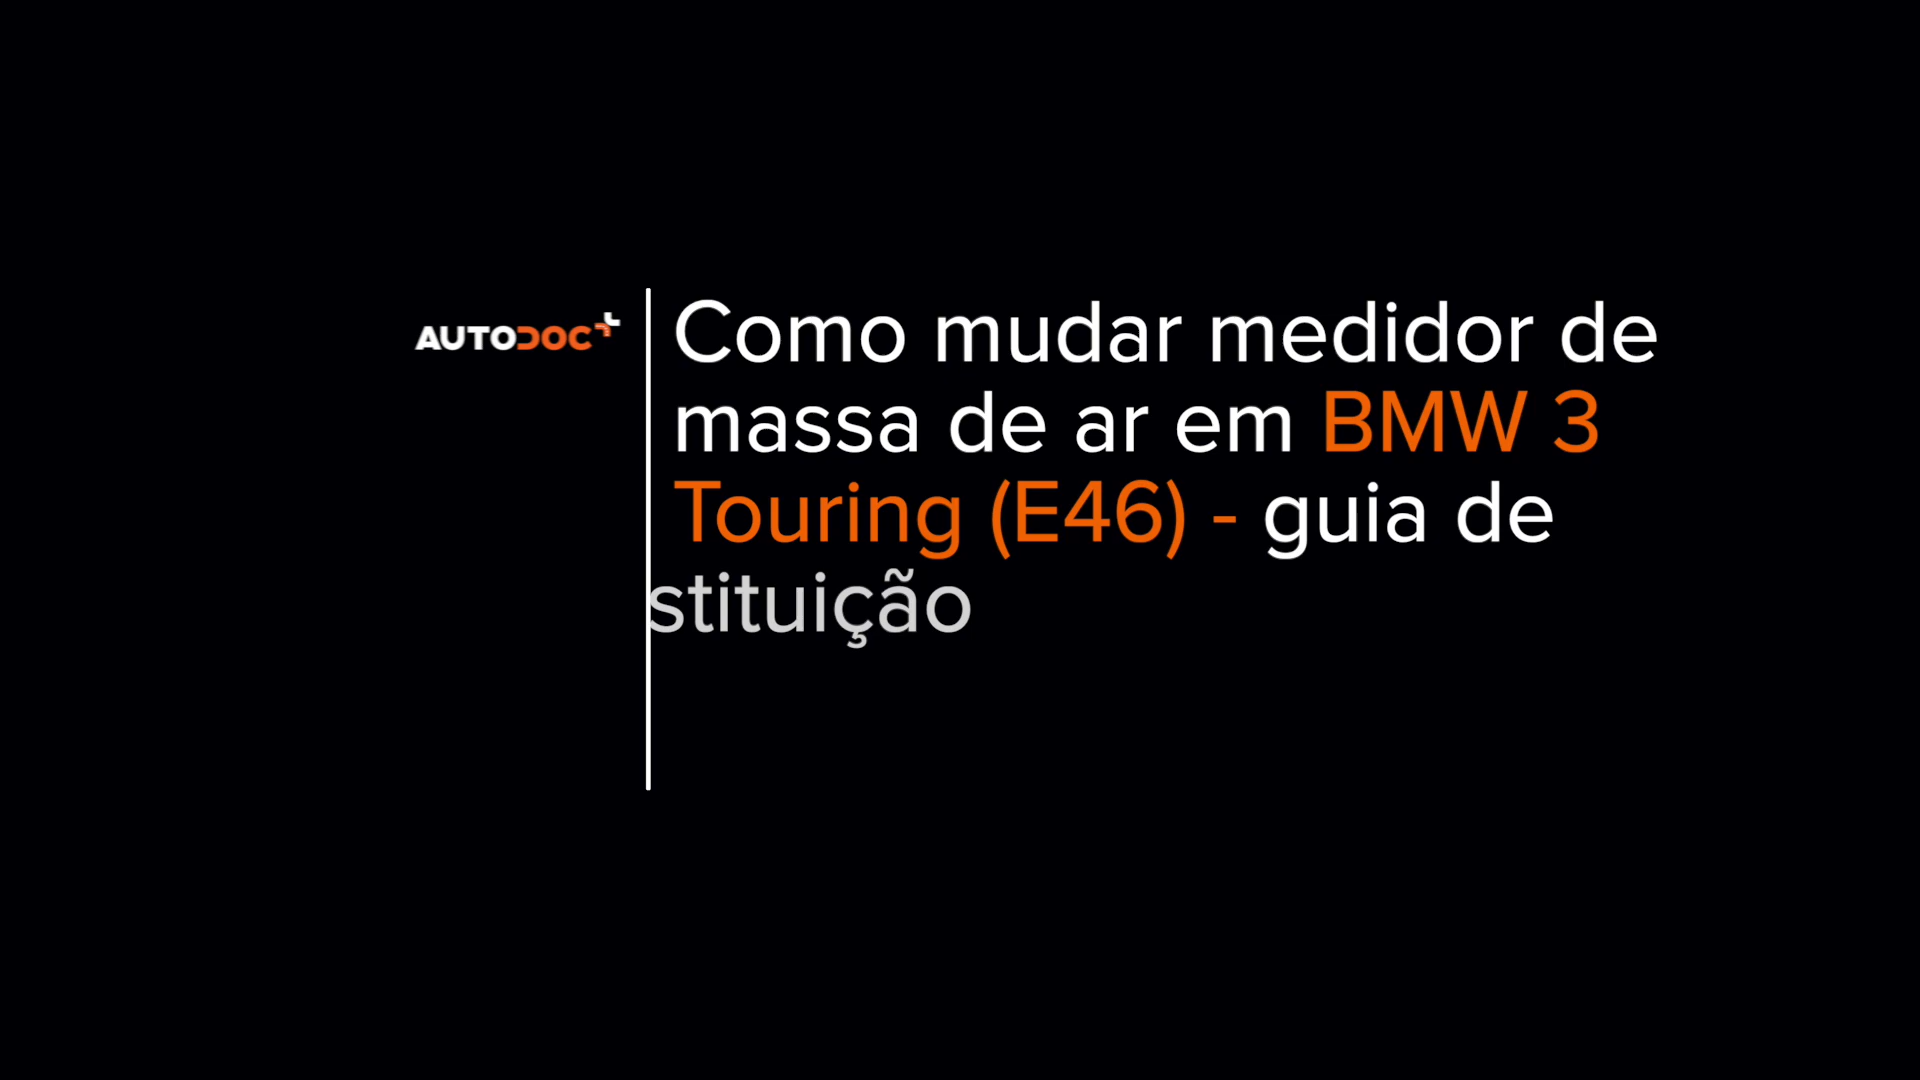 AUTODOC
Como mudar medidor de
massa de ar em BMW 3
Touring (E46) - guia de
stituição